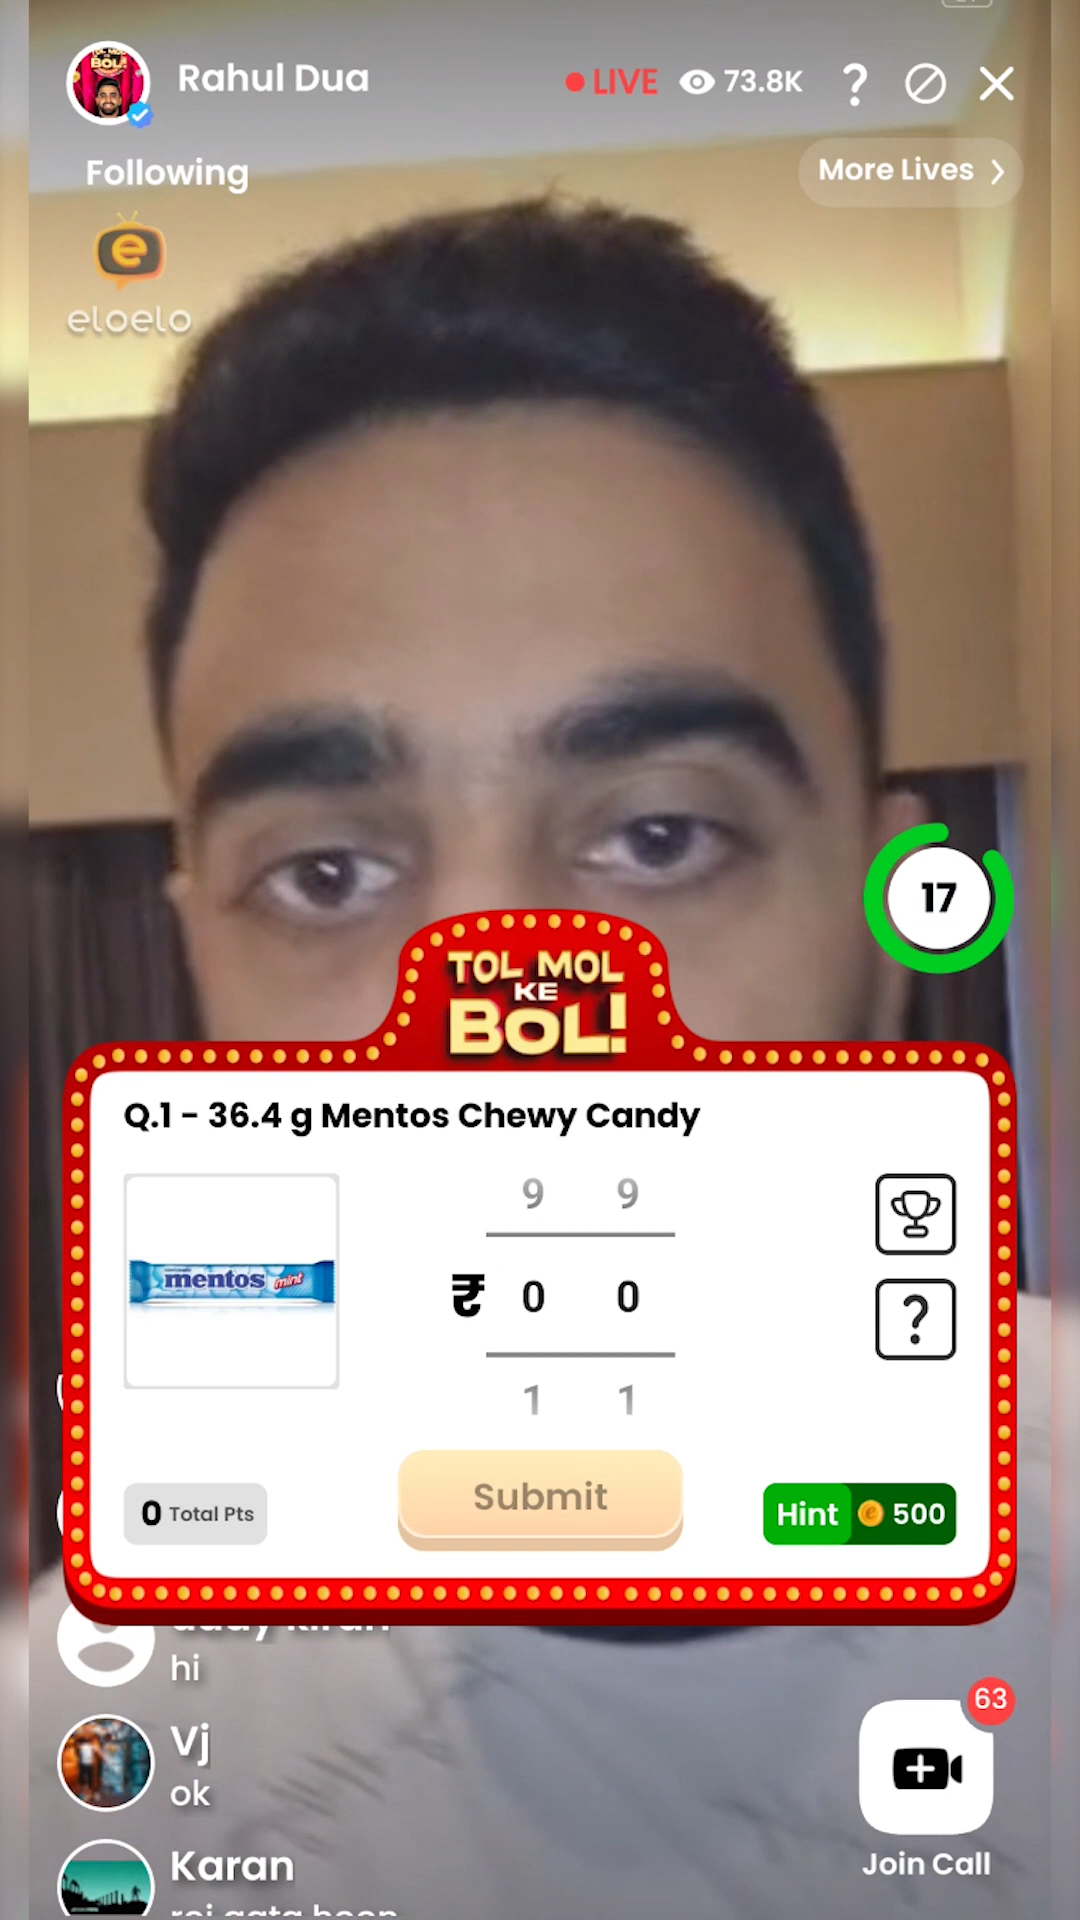 Rahul Dua
LIVE 73.8K
Following
More Lives
eloelo
17
TOL MOL
KE
BOL!
Q.1 - 36.4 g Mentos Chewy Candy
mentos mint
9 9
₹ 0 0
1 1
0 Total Pts
Submit
Hint 500
hi
63
Vj
ok
Karan
Join Call